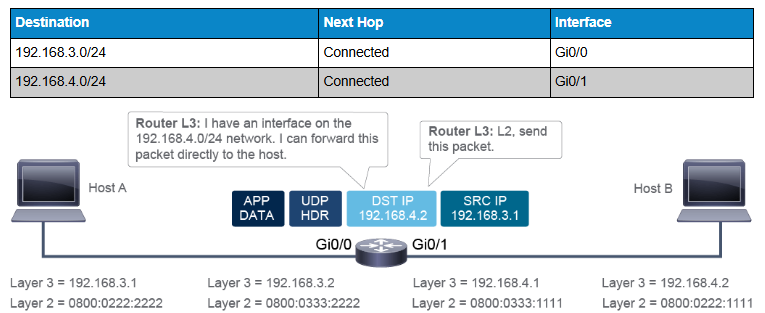 Destination Next Hop Interface
192.168.3.0/24 Connected Gi0/0
192.168.4.0/24 Connected Gi0/1
Router L3: I have an interface on the
192.168.4.0/24 network. I can forward this
packet directly to the host.
Router L3: L2, send
this packet.
Host A
Host B
APP
DATA
UDP
HDR
DST IP
192.168.4.2
SRC IP
192.168.3.1
Gi0/0
Gi0/1
Layer 3 = 192.168.3.1
Layer 2 = 0800:0222:2222
Layer 3 = 192.168.3.2
Layer 2 = 0800:0333:2222
Layer 3 = 192.168.4.1
Layer 2 = 0800:0333:1111
Layer 3 = 192.168.4.2
Layer 2 = 0800:0222:1111